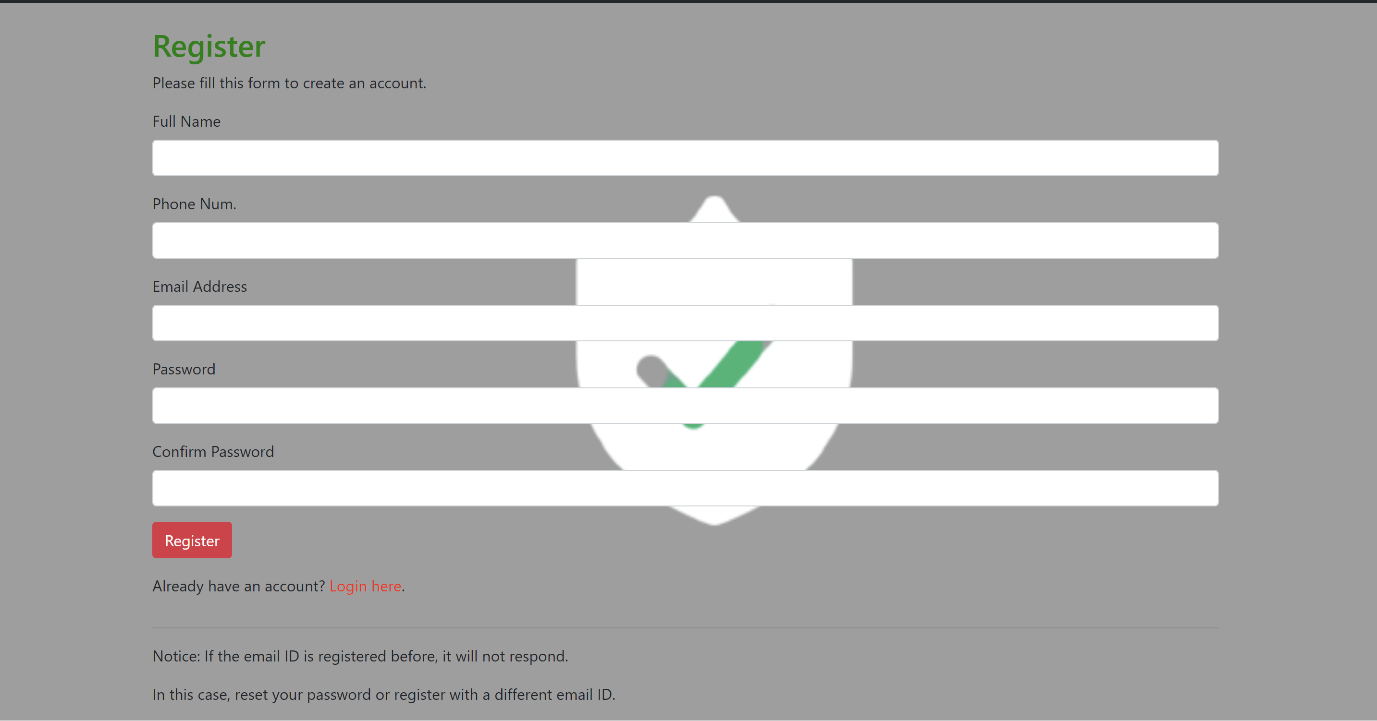 Register
Please fill this form to create an account.
Full Name
Phone Num.
Email Address
Password
Confirm Password
Register
Already have an account? Login here.
Notice: If the email ID is registered before, it will not respond.
In this case, reset your password or register with a different email ID.